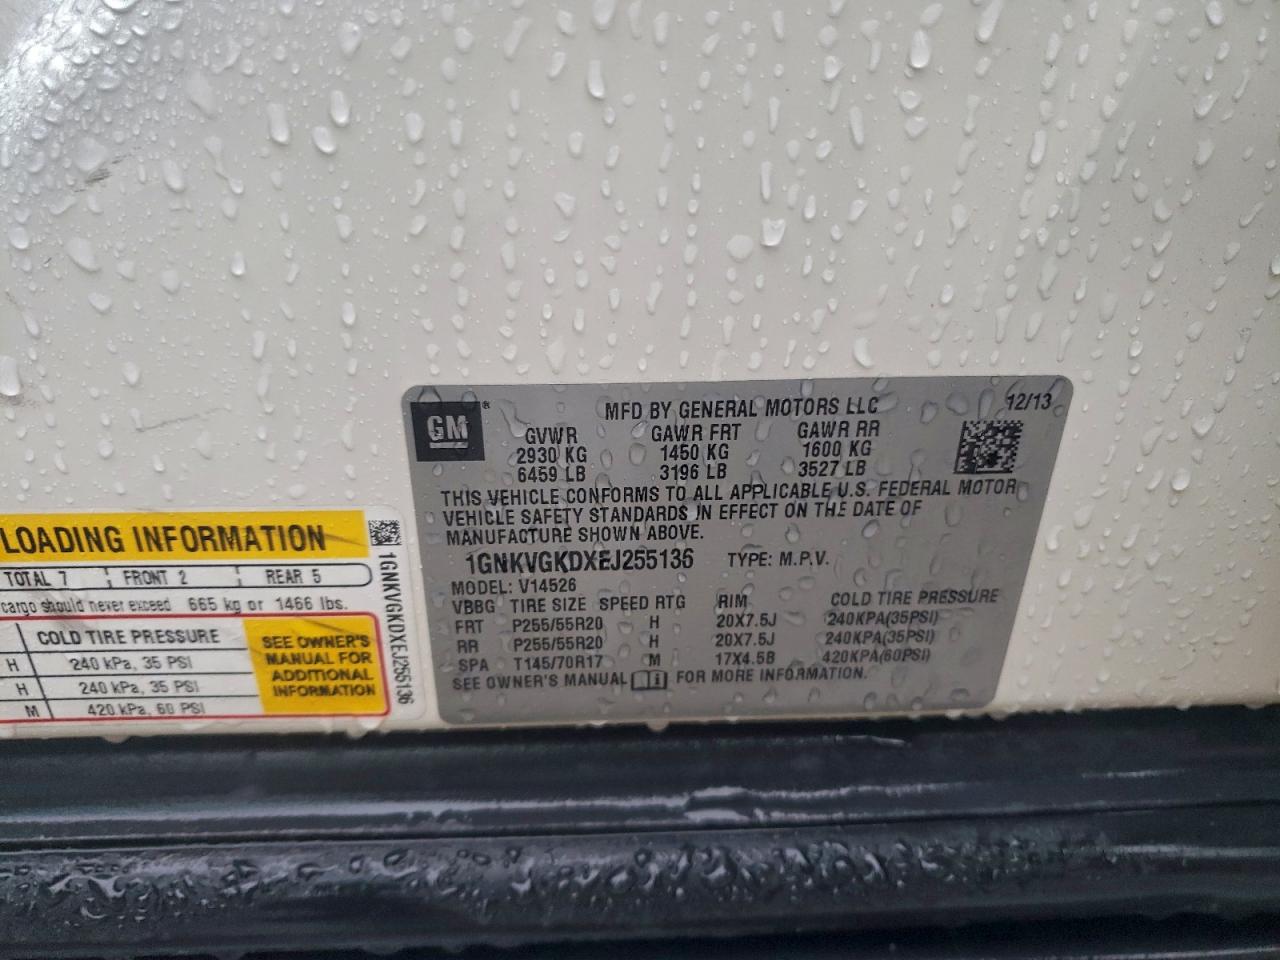 LOADING INFORMATION
TOTAL 7 FRONT 2 REAR 5
cargo should never exceed 665 kg or 1466 lbs.
COLD TIRE PRESSURE
H 240 kPa, 35 PSI
H 240 kPa, 35 PSI
M 420 kPa, 60 PSI
SEE OWNER'S
MANUAL FOR
ADDITIONAL
INFORMATION
1GNKVGKDXEJ255136
GM®
MFD BY GENERAL MOTORS LLC 12/13
GVWR GAWR FRT GAWR RR
2930 KG 1450 KG 1600 KG
6459 LB 3196 LB 3527 LB
THIS VEHICLE CONFORMS TO ALL APPLICABLE U.S. FEDERAL MOTOR
VEHICLE SAFETY STANDARDS IN EFFECT ON THE DATE OF
MANUFACTURE SHOWN ABOVE.
1GNKVGKDXEJ255136 TYPE: M.P.V.
MODEL: V14526
VBBG TIRE SIZE SPEED RTG RIM COLD TIRE PRESSURE
FRT P255/55R20 H 20X7.5J 240KPA(35PSI)
RR P255/55R20 H 20X7.5J 240KPA(35PSI)
SPA T145/70R17 M 17X4.5B 420KPA(60PSI)
SEE OWNER'S MANUAL FOR MORE INFORMATION.